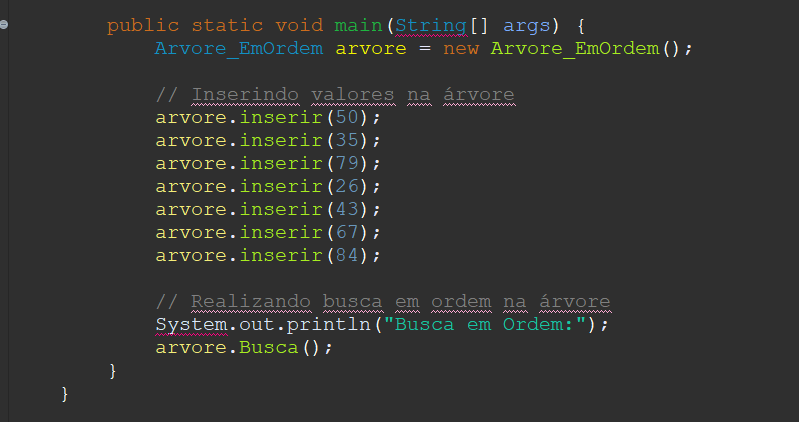 public static void main(String[] args) {
Arvore_EmOrdem arvore = new Arvore_EmOrdem();
// Inserindo valores na árvore
arvore.inserir(50);
arvore.inserir(35);
arvore.inserir(79);
arvore.inserir(26);
arvore.inserir(43);
arvore.inserir(67);
arvore.inserir(84);
// Realizando busca em ordem na árvore
System.out.println("Busca em Ordem:");
arvore.Busca();
}
}